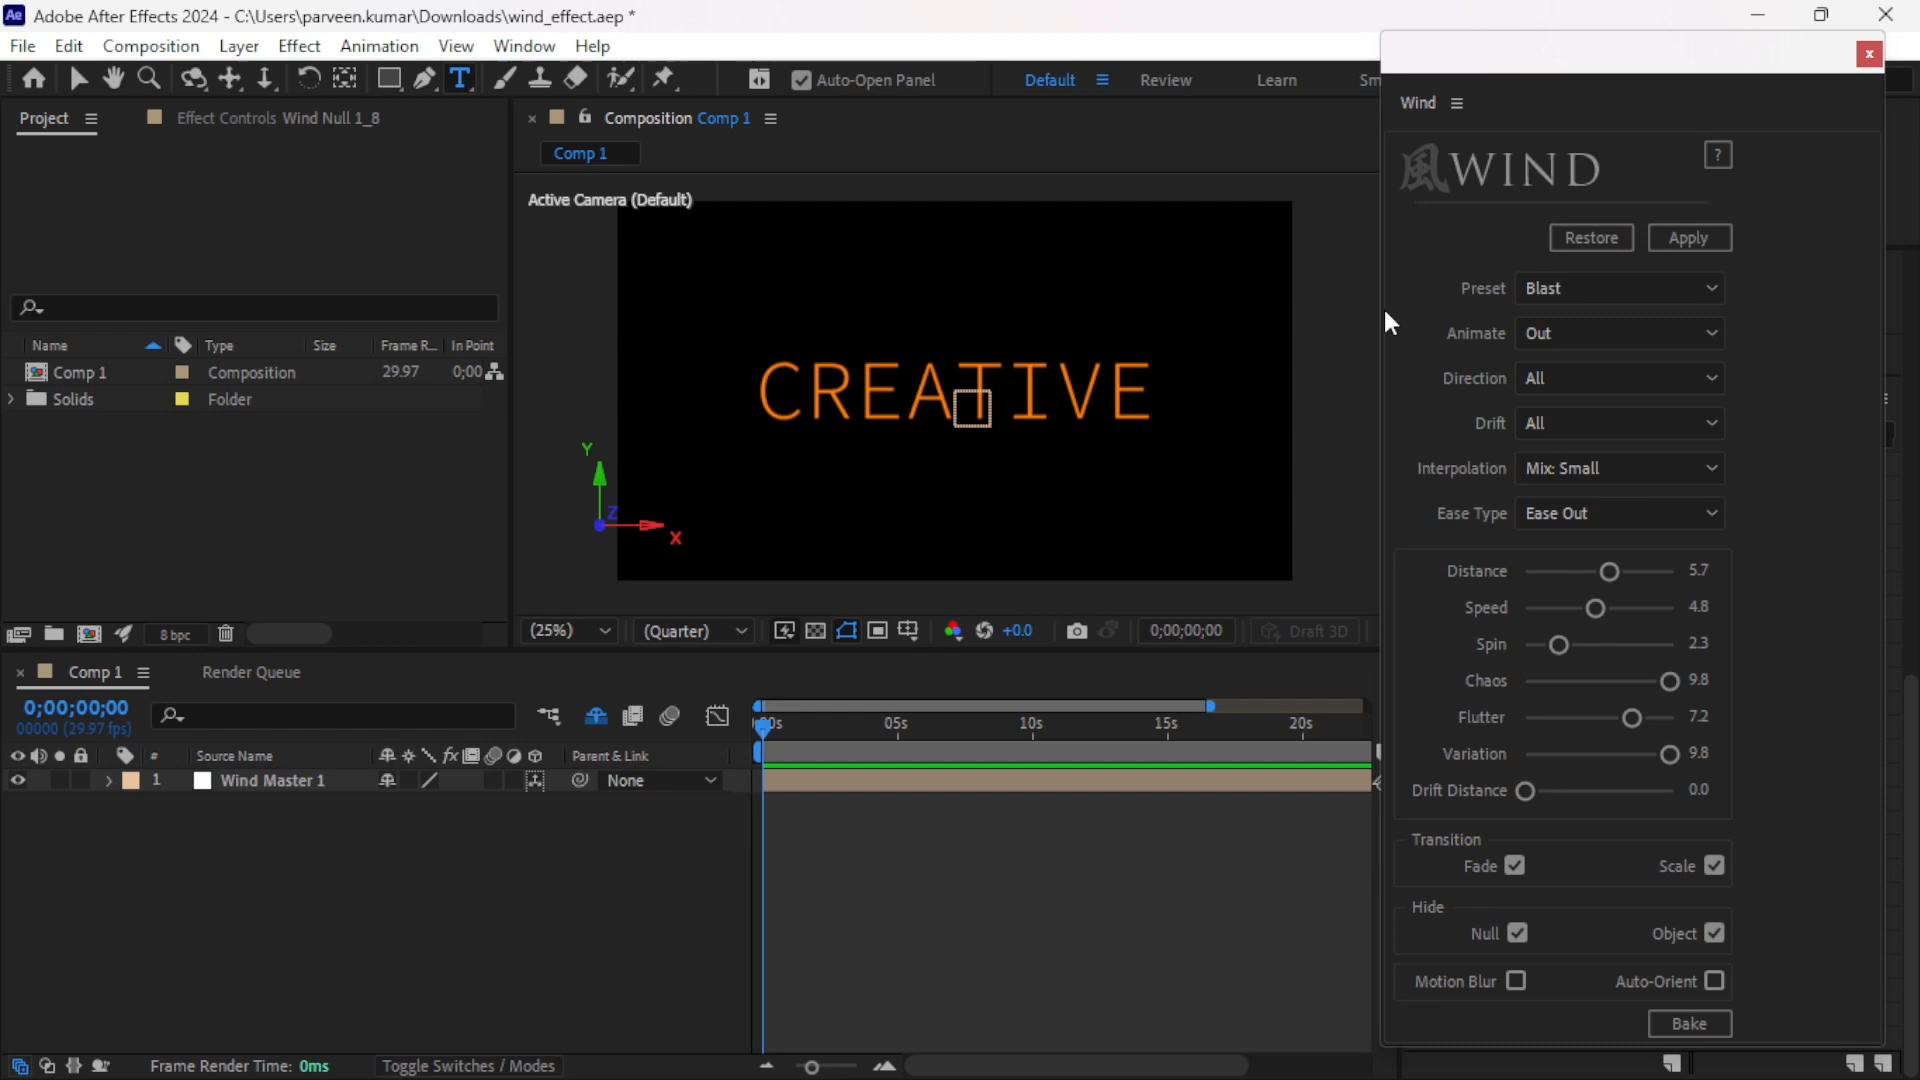 Ae Adobe After Effects 2024 - C:\Users\parveen.kumar\Downloads\wind_effect.aep *
File Edit Composition Layer Effect Animation View Window Help
T Auto-Open Panel Default Review Learn Sm
Project Effect Controls Wind Null 1_8
Composition Comp 1
Comp 1
Active Camera (Default)
CREATIVE
Y
Z
X
Name Type Size Frame R... In Point
Comp 1 Composition 29.97 0;00
Solids Folder
8 bpc
(25%) (Quarter) +0.0 0;00;00;00 Draft 3D
Comp 1 Render Queue
0;00;00;00
00000 (29.97 fps)
05s 10s 15s 20s
# Source Name fx Parent & Link
1 Wind Master 1 None
Frame Render Time: 0ms Toggle Switches / Modes
x
Wind
風 WIND ?
Restore Apply
Preset Blast
Animate Out
Direction All
Drift All
Interpolation Mix: Small
Ease Type Ease Out
Distance 5.7
Speed 4.8
Spin 2.3
Chaos 9.8
Flutter 7.2
Variation 9.8
Drift Distance 0.0
Transition
Fade Scale
Hide
Null Object
Motion Blur Auto-Orient
Bake